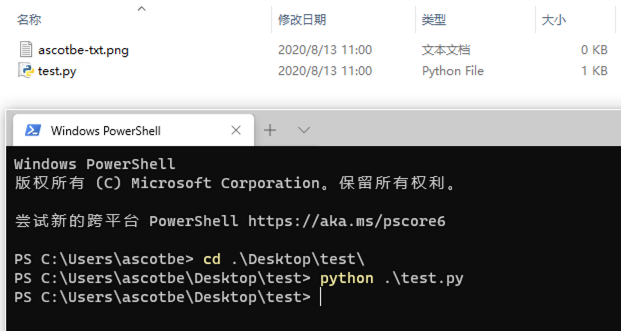 名称 修改日期 类型 大小
ascotbe-txt.png 2020/8/13 11:00 文本文档 0 KB
test.py 2020/8/13 11:00 Python File 1 KB
Windows PowerShell
Windows PowerShell
版权所有 (C) Microsoft Corporation。保留所有权利。
尝试新的跨平台 PowerShell https://aka.ms/pscore6
PS C:\Users\ascotbe> cd .\Desktop\test\
PS C:\Users\ascotbe\Desktop\test> python .\test.py
PS C:\Users\ascotbe\Desktop\test>